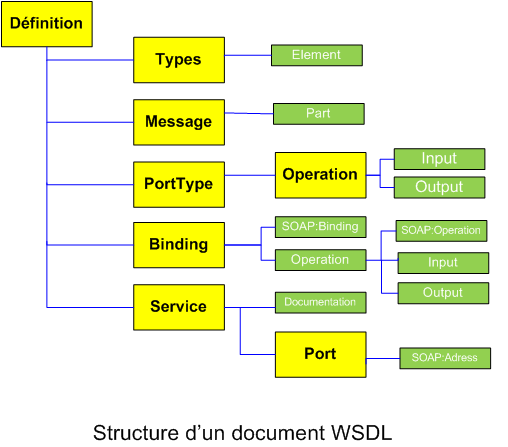 Définition
Types
Element
Message
Part
PortType
Operation
Input
Output
Binding
SOAP:Binding
Operation
SOAP:Operation
Input
Output
Service
Documentation
Port
SOAP:Adress
Structure d'un document WSDL